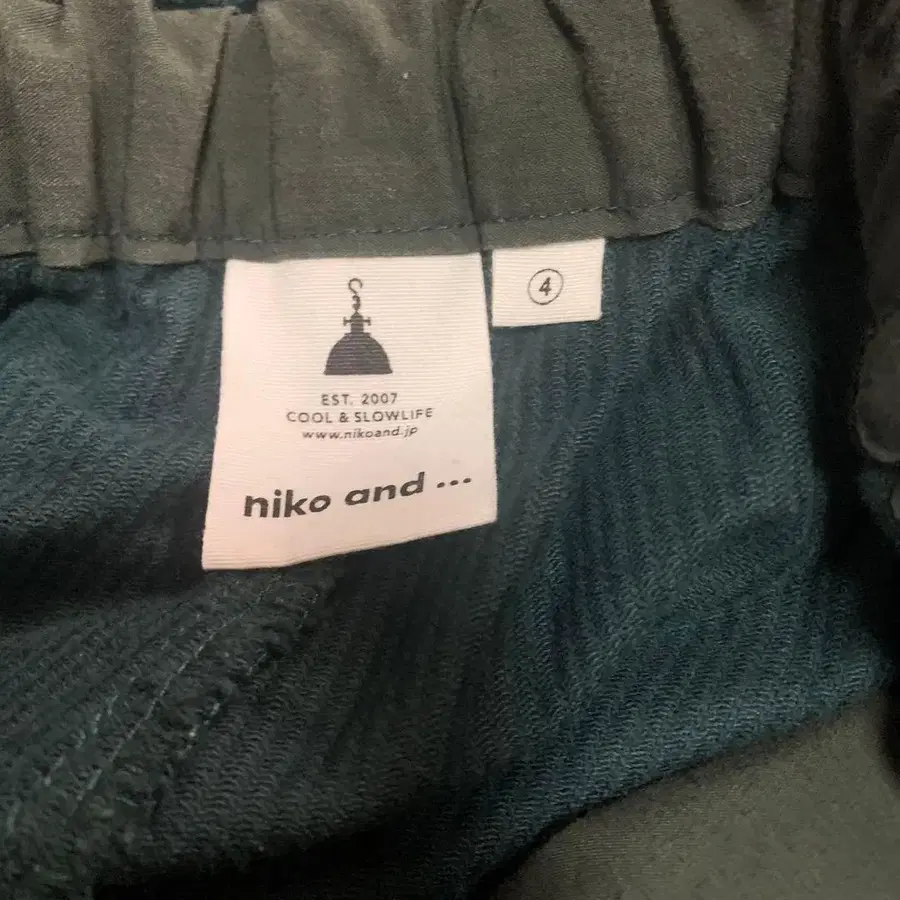 EST. 2007
COOL & SLOWLIFE
www.nikoand.jp
niko and ...
4